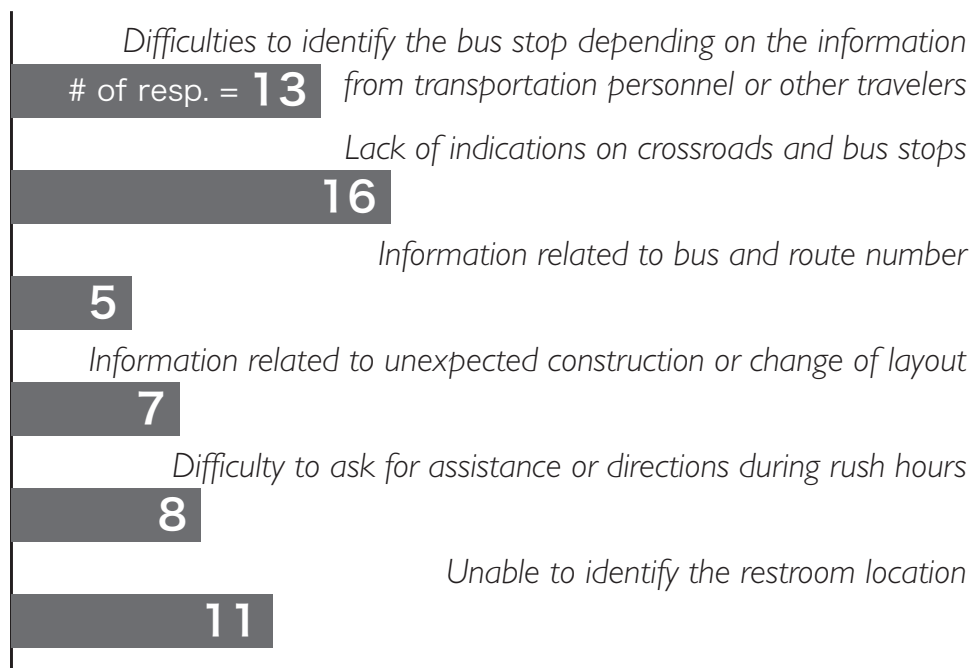 Difficulties to identify the bus stop depending on the information
from transportation personnel or other travelers
# of resp. = 13
Lack of indications on crossroads and bus stops
16
Information related to bus and route number
5
Information related to unexpected construction or change of layout
7
Difficulty to ask for assistance or directions during rush hours
8
Unable to identify the restroom location
11